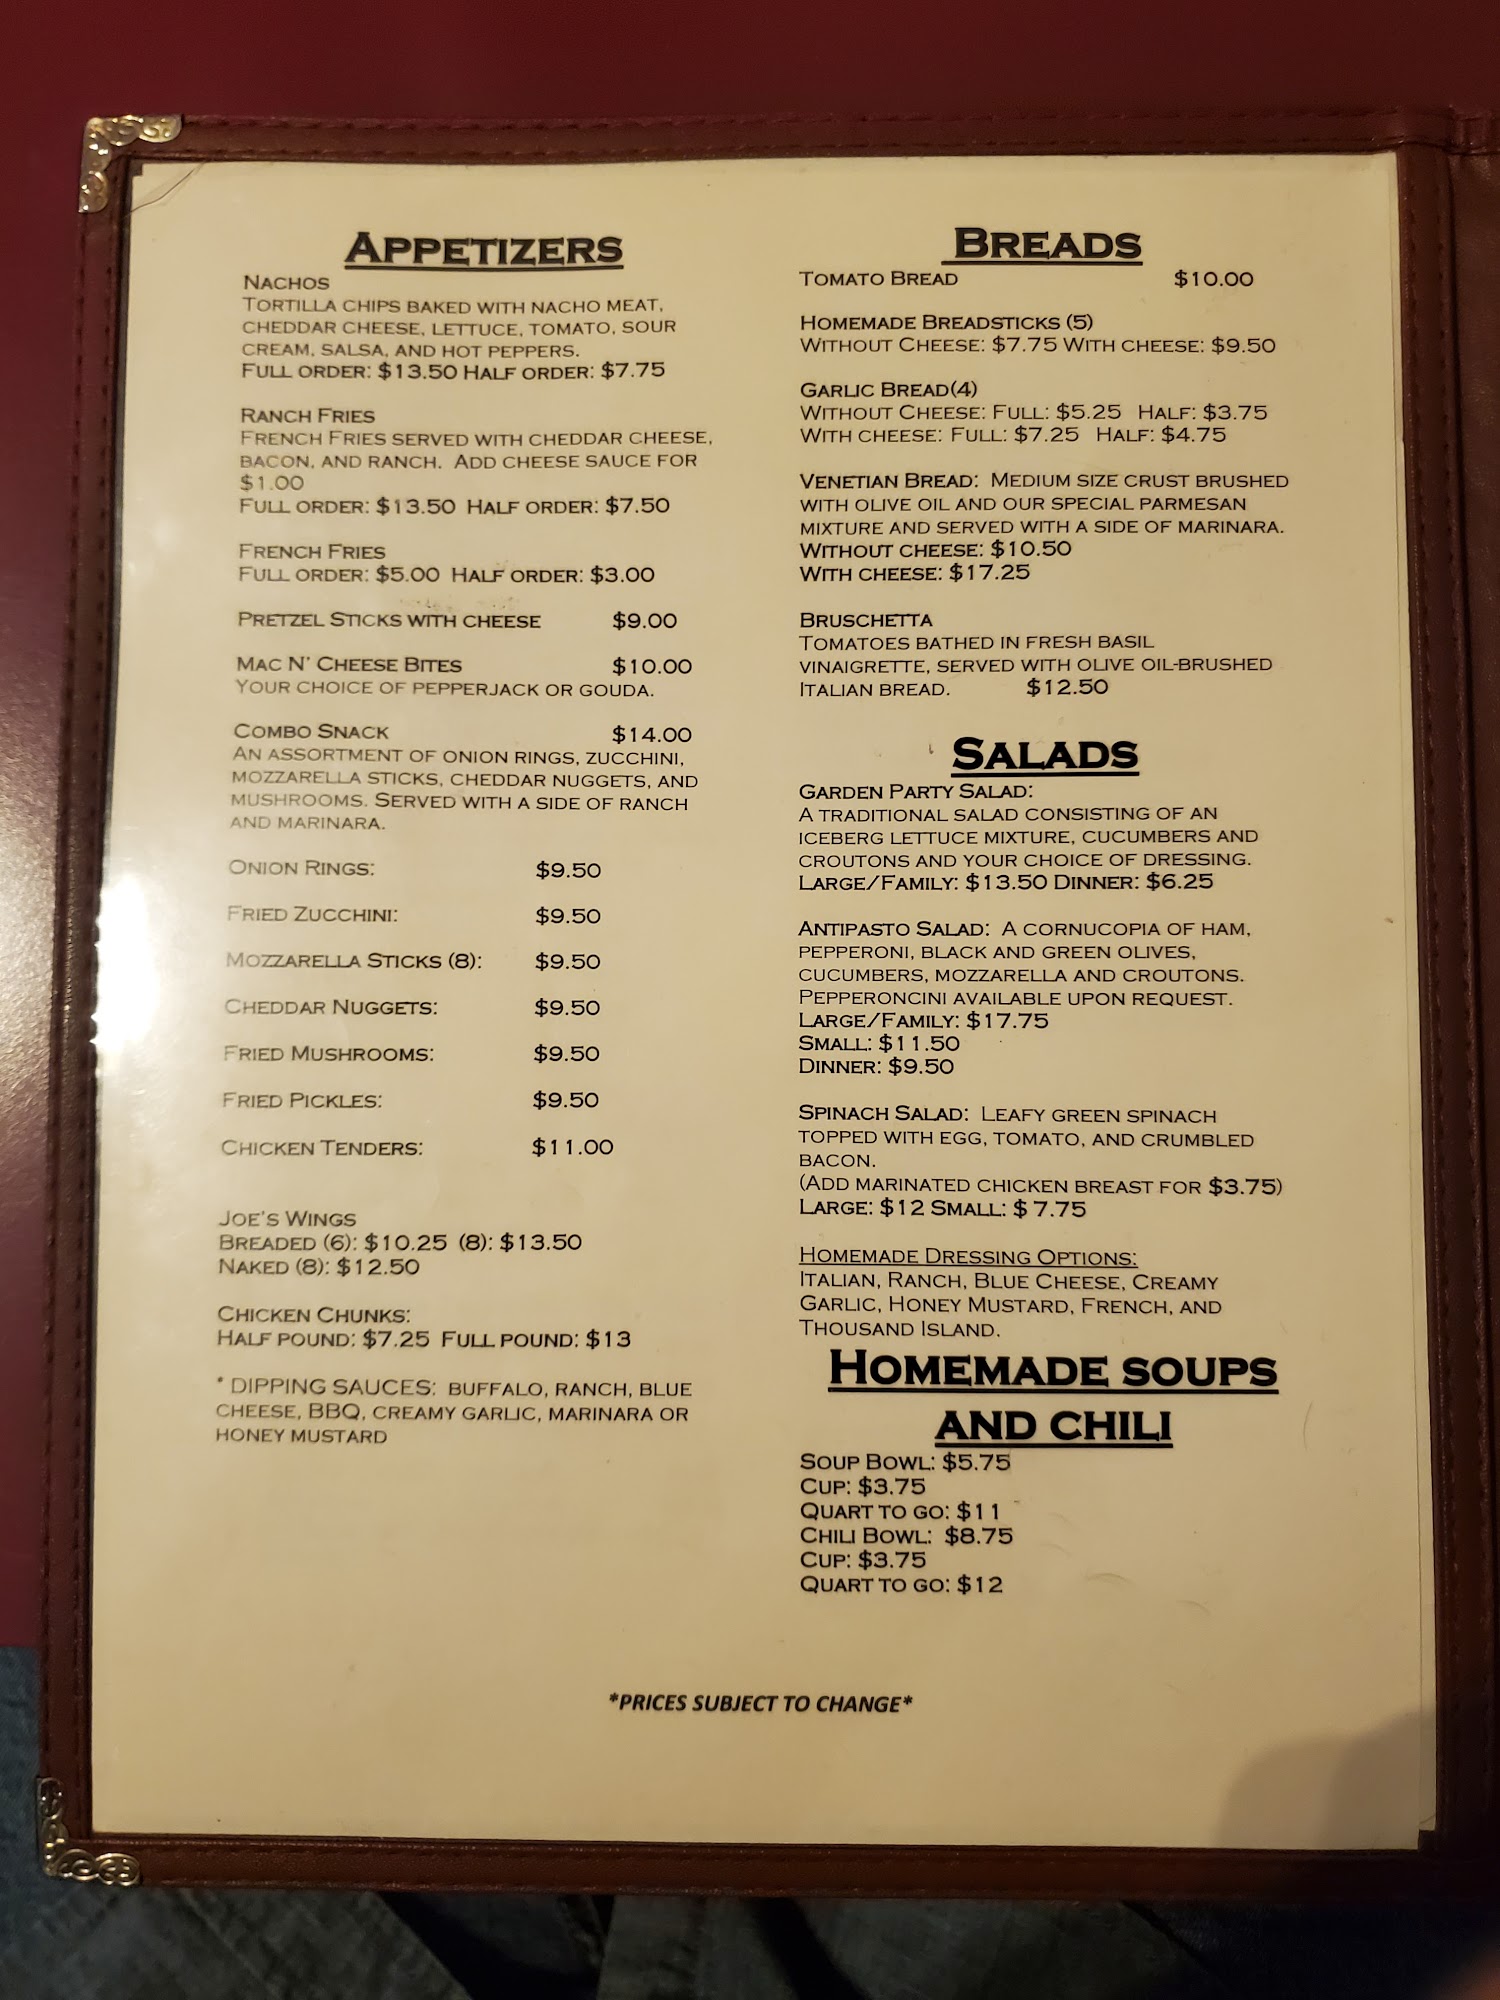 Appetizers
Nachos
Tortilla chips baked with nacho meat,
cheddar cheese, lettuce, tomato, sour
cream, salsa, and hot peppers.
Full order: $13.50 Half order: $7.75
Ranch Fries
French Fries served with cheddar cheese,
bacon, and ranch. Add cheese sauce for
$1.00
Full order: $13.50 Half order: $7.50
French Fries
Full order: $5.00 Half order: $3.00
Pretzel Sticks with cheese $9.00
Mac N' Cheese Bites $10.00
Your choice of pepperjack or gouda.
Combo Snack $14.00
An assortment of onion rings, zucchini,
mozzarella sticks, cheddar nuggets, and
mushrooms. Served with a side of ranch
and marinara.
Onion Rings: $9.50
Fried Zucchini: $9.50
Mozzarella Sticks (8): $9.50
Cheddar Nuggets: $9.50
Fried Mushrooms: $9.50
Fried Pickles: $9.50
Chicken Tenders: $11.00
Joe's Wings
Breaded (6): $10.25 (8): $13.50
Naked (8): $12.50
Chicken Chunks:
Half pound: $7.25 Full pound: $13
* Dipping sauces: buffalo, ranch, blue
cheese, BBQ, creamy garlic, marinara or
honey mustard
Breads
Tomato Bread $10.00
Homemade Breadsticks (5)
Without Cheese: $7.75 With cheese: $9.50
Garlic Bread(4)
Without Cheese: Full: $5.25 Half: $3.75
With cheese: Full: $7.25 Half: $4.75
Venetian Bread: Medium size crust brushed
with olive oil and our special parmesan
mixture and served with a side of marinara.
Without cheese: $10.50
With cheese: $17.25
Bruschetta
Tomatoes bathed in fresh basil
vinaigrette, served with olive oil-brushed
Italian bread. $12.50
Salads
Garden Party Salad:
A traditional salad consisting of an
iceberg lettuce mixture, cucumbers and
croutons and your choice of dressing.
Large/Family: $13.50 Dinner: $6.25
Antipasto Salad: A cornucopia of ham,
pepperoni, black and green olives,
cucumbers, mozzarella and croutons.
Pepperoncini available upon request.
Large/Family: $17.75
Small: $11.50
Dinner: $9.50
Spinach Salad: Leafy green spinach
topped with egg, tomato, and crumbled
bacon.
(Add marinated chicken breast for $3.75)
Large: $12 Small: $7.75
Homemade Dressing Options:
Italian, Ranch, Blue Cheese, Creamy
Garlic, Honey Mustard, French, and
Thousand Island.
Homemade soups
and chili
Soup Bowl: $5.75
Cup: $3.75
Quart to go: $11
Chili Bowl: $8.75
Cup: $3.75
Quart to go: $12
*PRICES SUBJECT TO CHANGE*